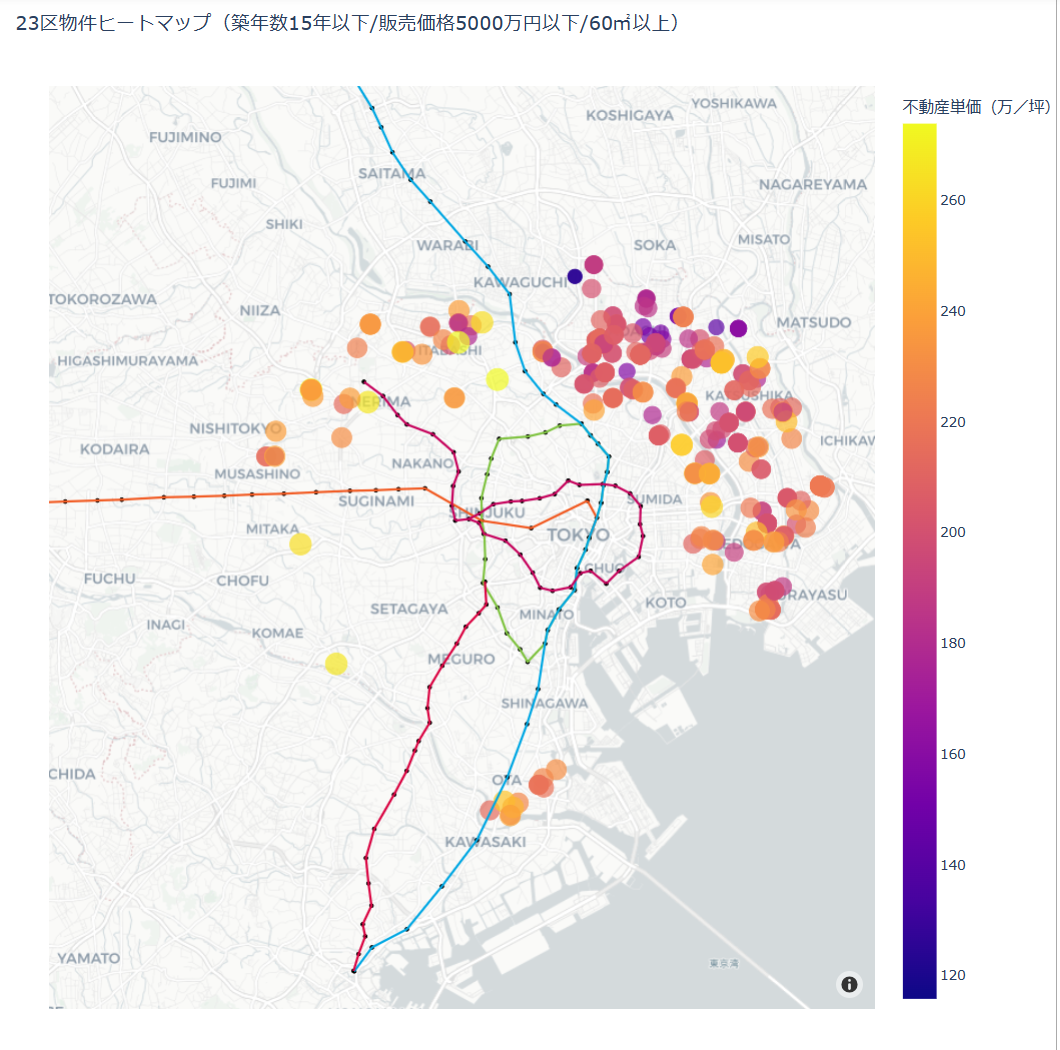 23区物件ヒートマップ（築年数15年以下/販売価格5000万円以下/60㎡以上）
不動産単価（万／坪）
YOSHIKAWA
KOSHIGAYA
FUJIMINO
SAITAMA
FUJIMI
NAGAREYAMA
SHIKI
WARABI
SOKA
MISATO
KAWAGUCHI
TOKOROZAWA
NIIZA
MATSUDO
HIGASHIMURAYAMA
ITABASHI
NERIMA
KATSUSHIKA
NISHITOKYO
KODAIRA
ICHIKAW
NAKANO
MUSASHINO
SUGINAMI
SUMIDA
SHINJUKU
MITAKA
TOKYO
ED
A
CHUO
FUCHU
CHOFU
URAYASU
SETAGAYA
MINATO
KOTO
INAGI
KOMAE
MEGURO
SHINAGAWA
CHIDA
OTA
KAWASAKI
YAMATO
東京湾
260
240
220
200
180
160
140
120